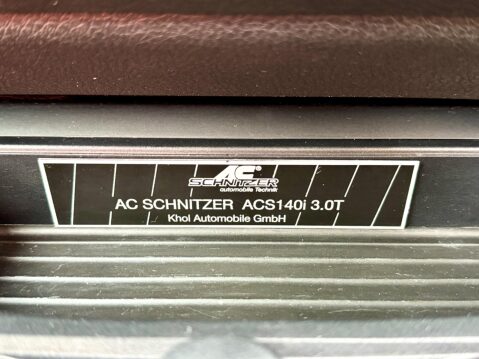 AC
SCHNITZER
automobile Technik
AC SCHNITZER ACS140i 3.0T
Khol Automobile GmbH